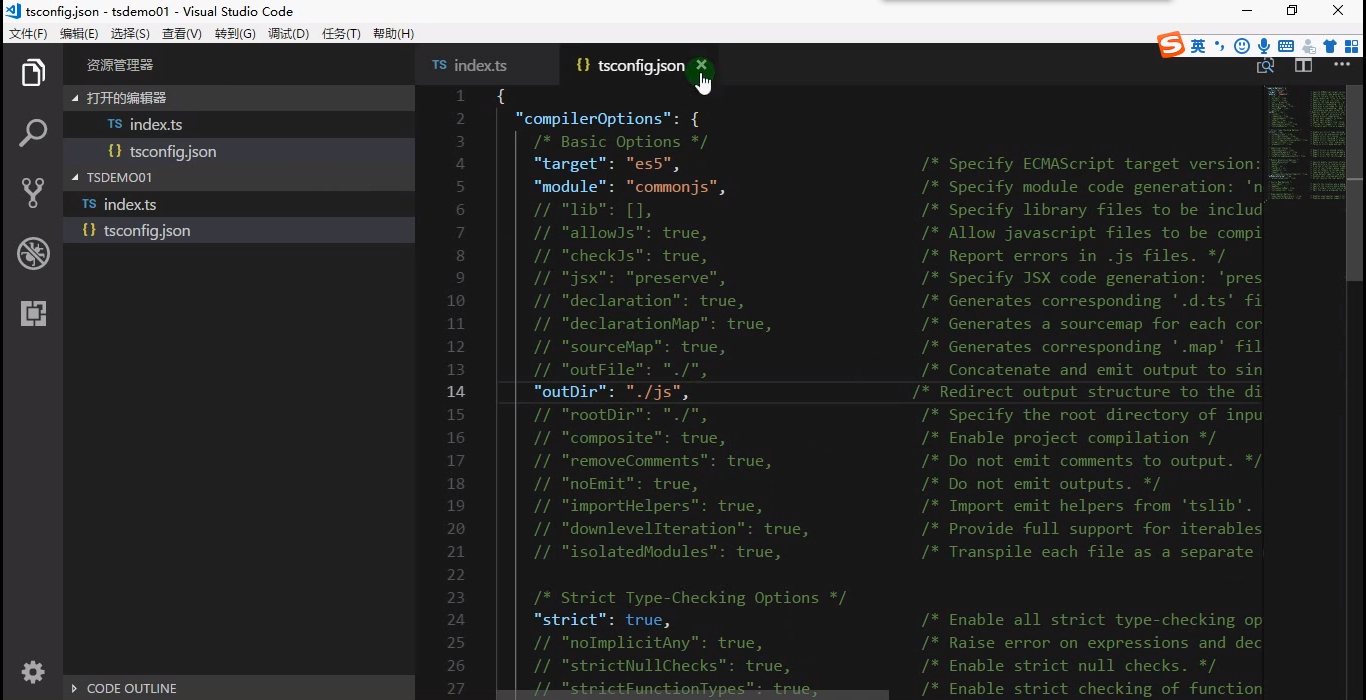 tsconfig.json - tsdemo01 - Visual Studio Code
文件(F) 编辑(E) 选择(S) 查看(V) 转到(G) 调试(D) 任务(T) 帮助(H)
英
资源管理器
TS index.ts {} tsconfig.json
打开的编辑器
TS index.ts
{} tsconfig.json
TSDEMO01
TS index.ts
{} tsconfig.json
CODE OUTLINE
1 {
2 "compilerOptions": {
3 /* Basic Options */
4 "target": "es5", /* Specify ECMAScript target version:
5 "module": "commonjs", /* Specify module code generation: 'n
6 // "lib": [], /* Specify library files to be includ
7 // "allowJs": true, /* Allow javascript files to be compi
8 // "checkJs": true, /* Report errors in .js files. */
9 // "jsx": "preserve", /* Specify JSX code generation: 'pres
10 // "declaration": true, /* Generates corresponding '.d.ts' fi
11 // "declarationMap": true, /* Generates a sourcemap for each cor
12 // "sourceMap": true, /* Generates corresponding '.map' fil
13 // "outFile": "./", /* Concatenate and emit output to sin
14 "outDir": "./js", /* Redirect output structure to the di
15 // "rootDir": "./", /* Specify the root directory of inpu
16 // "composite": true, /* Enable project compilation */
17 // "removeComments": true, /* Do not emit comments to output. */
18 // "noEmit": true, /* Do not emit outputs. */
19 // "importHelpers": true, /* Import emit helpers from 'tslib'.
20 // "downlevelIteration": true, /* Provide full support for iterables
21 // "isolatedModules": true, /* Transpile each file as a separate
22
23 /* Strict Type-Checking Options */
24 "strict": true, /* Enable all strict type-checking op
25 // "noImplicitAny": true, /* Raise error on expressions and dec
26 // "strictNullChecks": true, /* Enable strict null checks. */
27 // "strictFunctionTypes": true, /* Enable strict checking of function